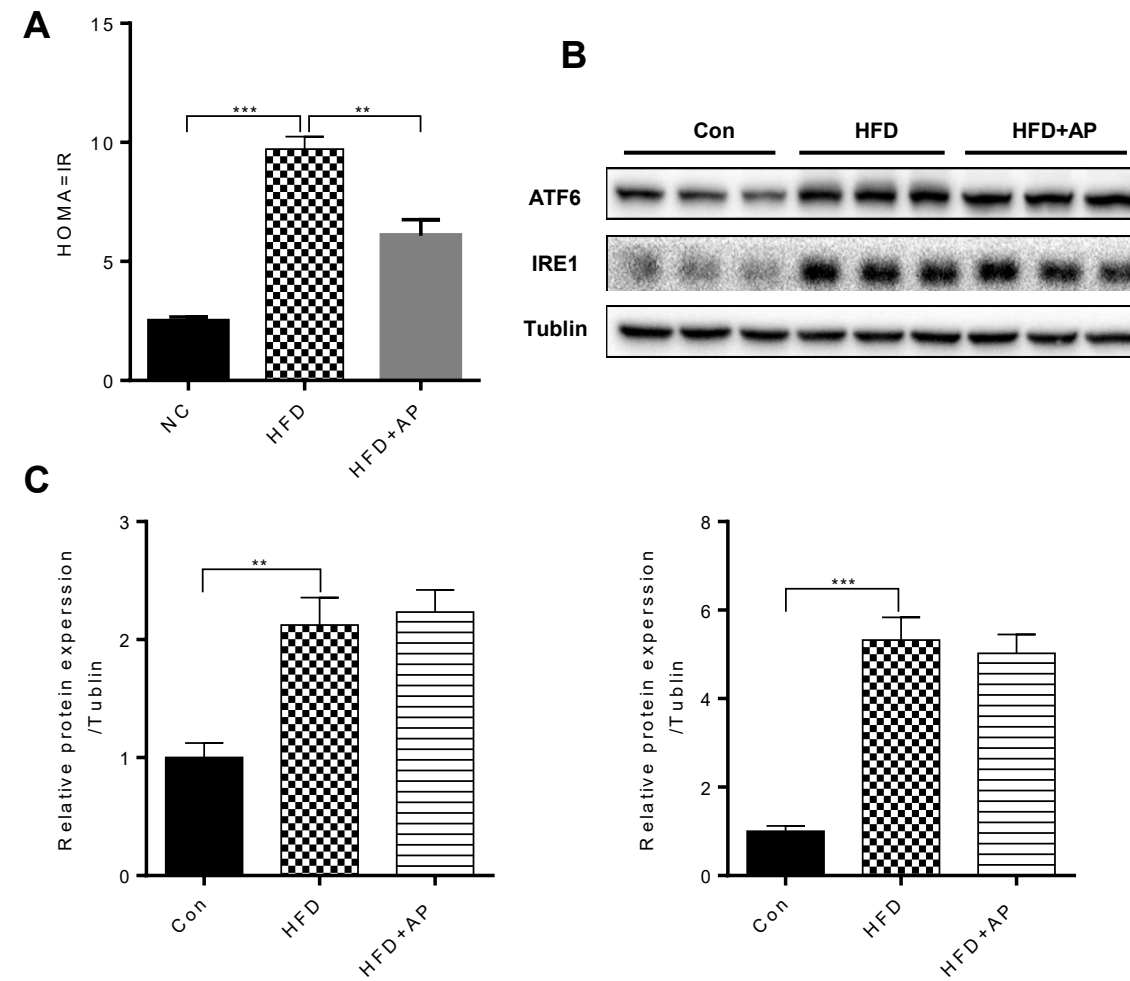 A
15
10
5
0
HOMA=IR
***
**
NC
HFD
HFD+AP
B
Con HFD HFD+AP
ATF6
IRE1
Tublin
C
3
2
1
0
Relative protein experssion
/Tublin
**
Con
HFD
HFD+AP
8
6
4
2
0
Relative protein experssion
/Tublin
***
Con
HFD
HFD+AP